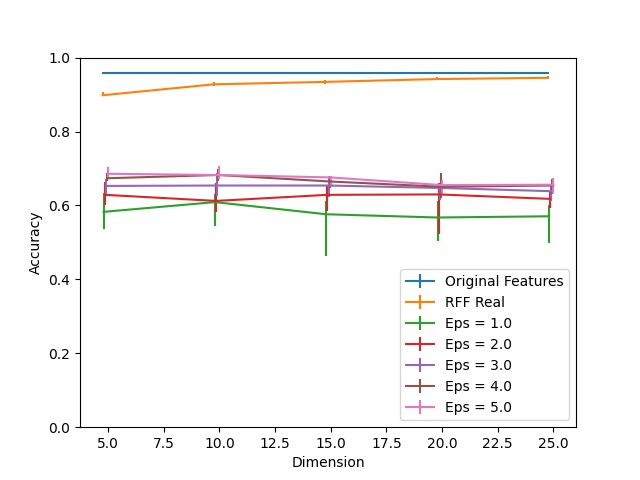 1.0
0.8
0.6
0.4
0.2
0.0
Accuracy
Original Features
RFF Real
Eps = 1.0
Eps = 2.0
Eps = 3.0
Eps = 4.0
Eps = 5.0
5.0 7.5 10.0 12.5 15.0 17.5 20.0 22.5 25.0
Dimension